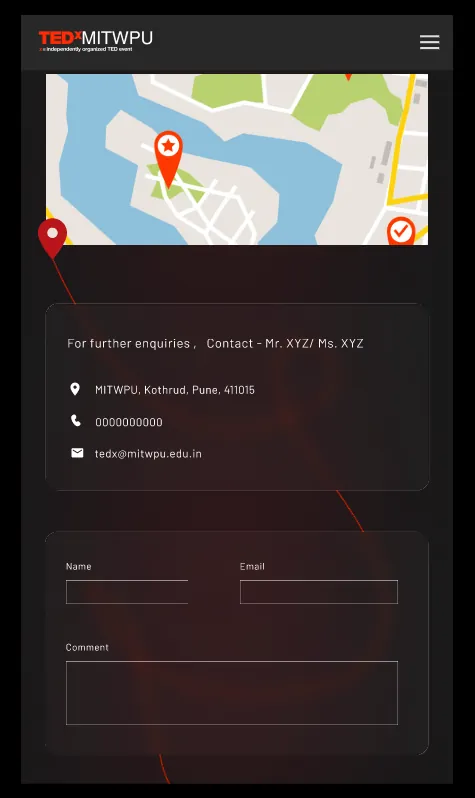 TEDxMITWPU
x = independently organized TED event
For further enquiries , Contact - Mr. XYZ/ Ms. XYZ
MITWPU, Kothrud, Pune, 411015
0000000000
tedx@mitwpu.edu.in
Name Email
Comment